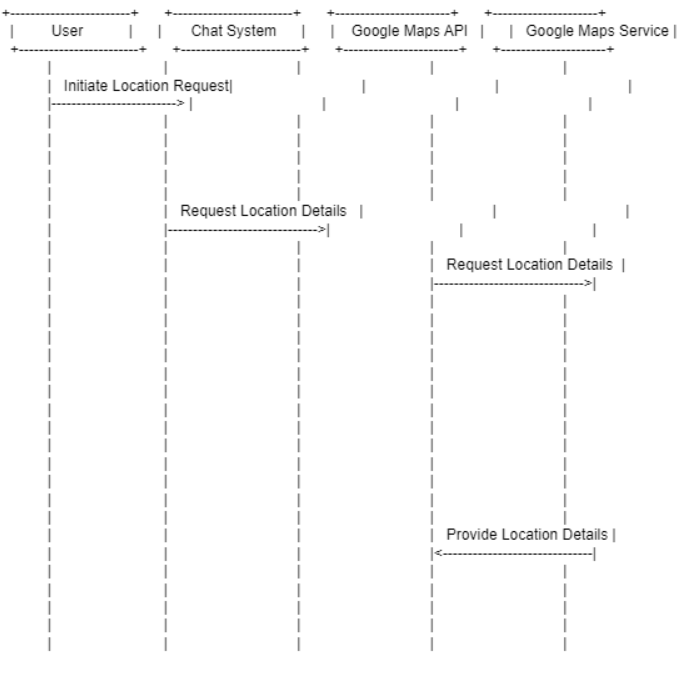 User
Chat System
Google Maps API
Google Maps Service
Initiate Location Request
Request Location Details
Request Location Details
Provide Location Details